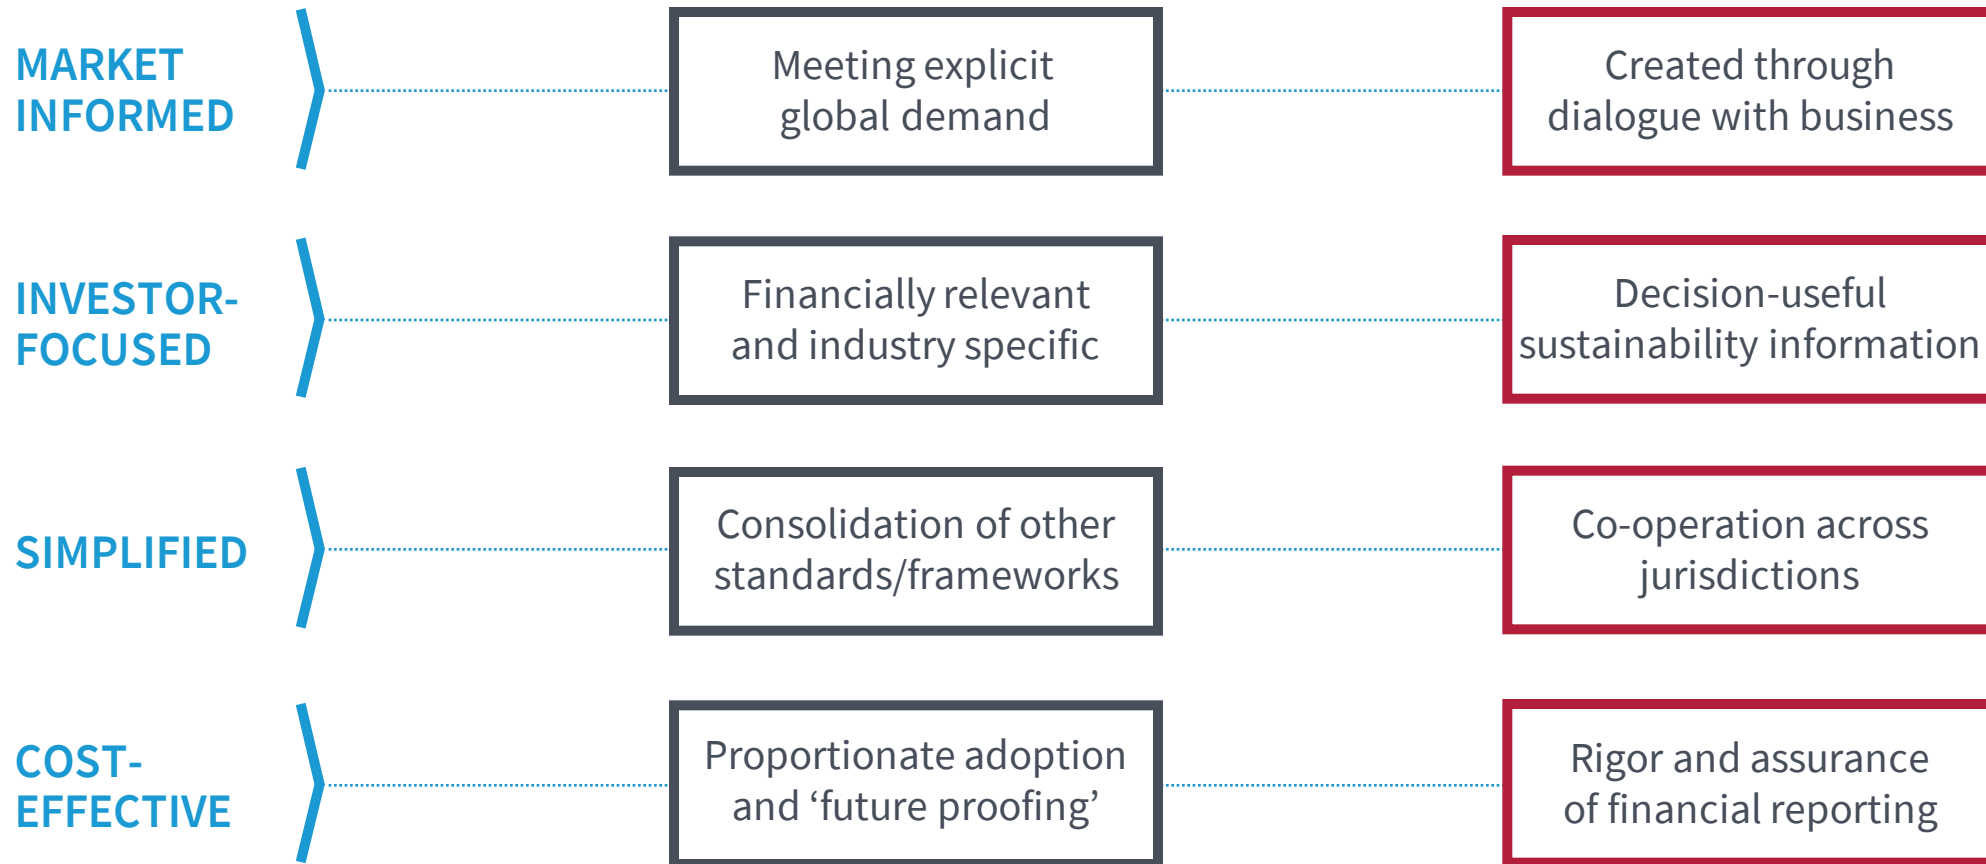 MARKET
INFORMED
Meeting explicit
global demand
Created through
dialogue with business
INVESTOR-
FOCUSED
Financially relevant
and industry specific
Decision-useful
sustainability information
SIMPLIFIED
Consolidation of other
standards/frameworks
Co-operation across
jurisdictions
COST-
EFFECTIVE
Proportionate adoption
and ‘future proofing’
Rigor and assurance
of financial reporting